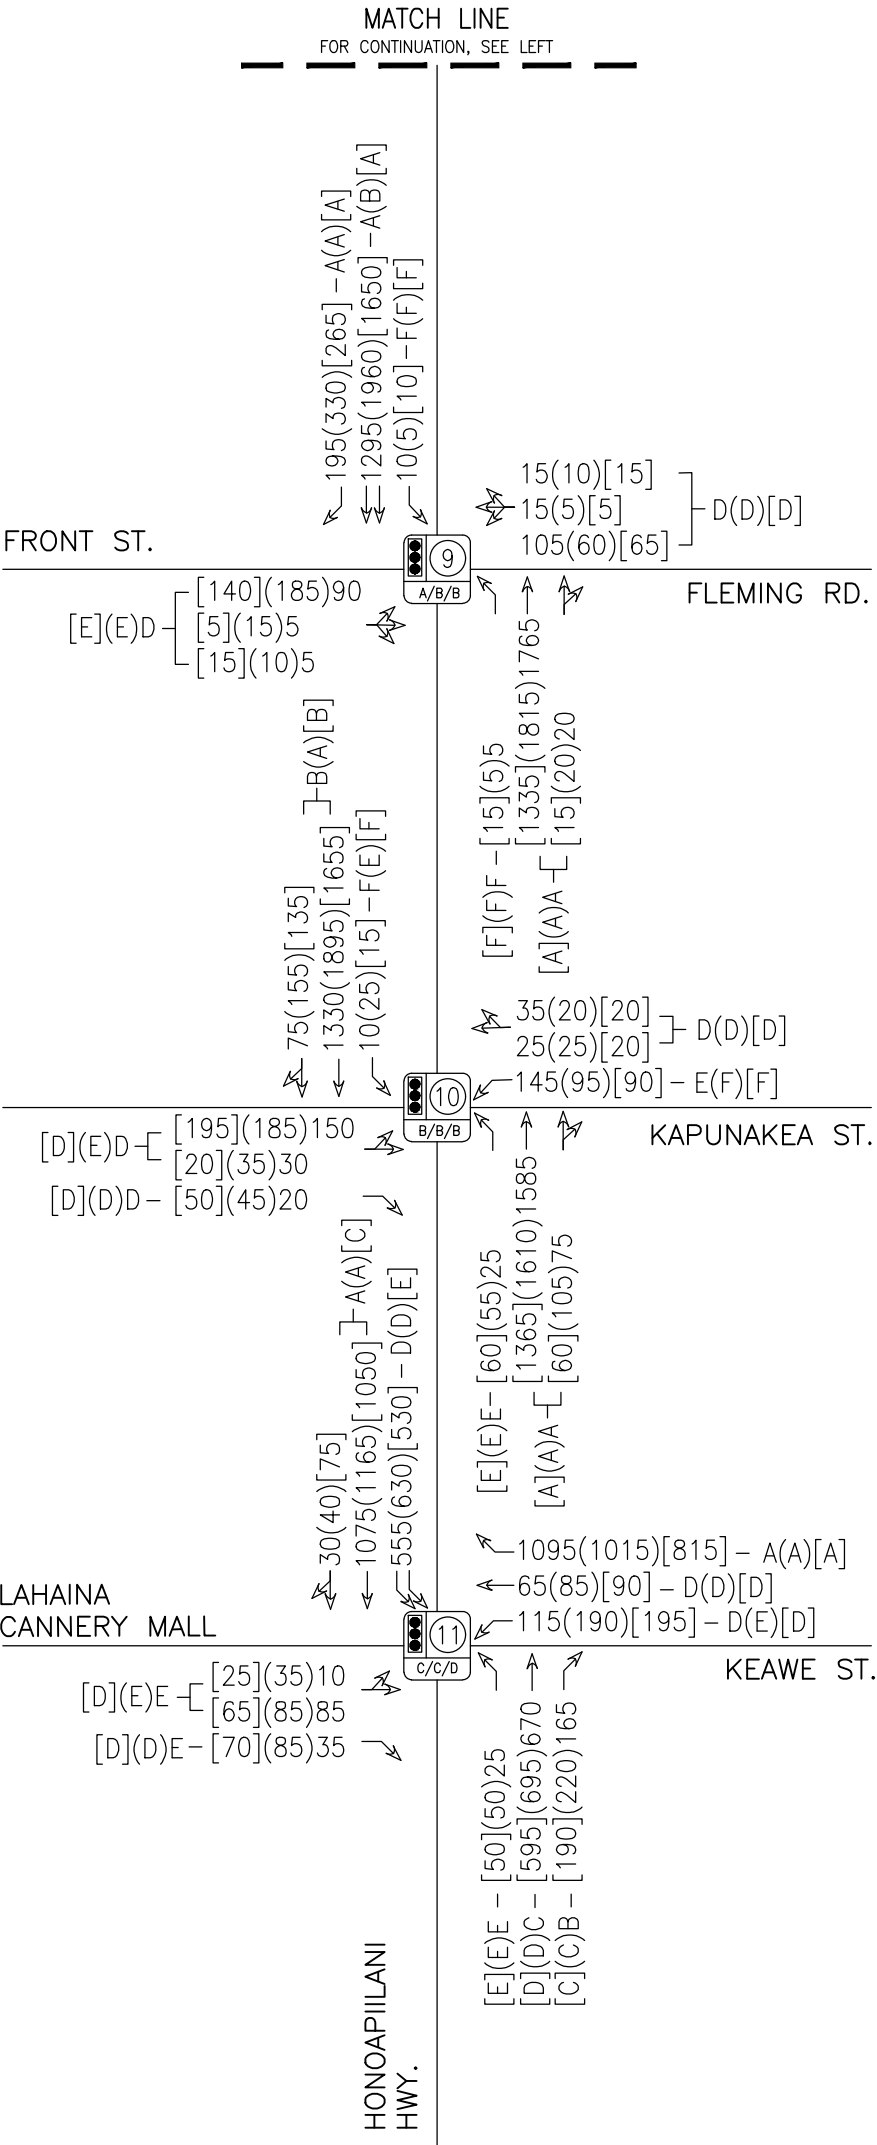 MATCH LINE
FOR CONTINUATION, SEE LEFT
195(330)[265] - A(A)[A]
1295(1960)[1650] - A(B)[A]
10(5)[10] - F(F)[F]
15(10)[15]
15(5)[5]
105(60)[65]
D(D)[D]
FRONT ST.
9
A/B/B
FLEMING RD.
[E](E)D
[140](185)90
[5](15)5
[15](10)5
[F](F)F - [15](5)5
[1335](1815)1765
[15](20)20
[A](A)A
75(155)[135]
1330(1895)[1655]
B(A)[B]
10(25)[15] - F(E)[F]
35(20)[20]
25(25)[20]
D(D)[D]
145(95)[90] - E(F)[F]
10
B/B/B
KAPUNAKEA ST.
[D](E)D
[195](185)150
[20](35)30
[D](D)D - [50](45)20
[E](E)E - [60](55)25
[1365](1610)1585
[60](105)75
[A](A)A
30(40)[75]
1075(1165)[1050]
A(A)[C]
555(630)[530] - D(D)[E]
1095(1015)[815] - A(A)[A]
65(85)[90] - D(D)[D]
115(190)[195] - D(E)[D]
LAHAINA
CANNERY MALL
11
C/C/D
KEAWE ST.
[D](E)E
[25](35)10
[65](85)85
[D](D)E - [70](85)35
[E](E)E - [50](50)25
[D](D)C - [595](695)670
[C](C)B - [190](220)165
HONOAPIILANI
HWY.